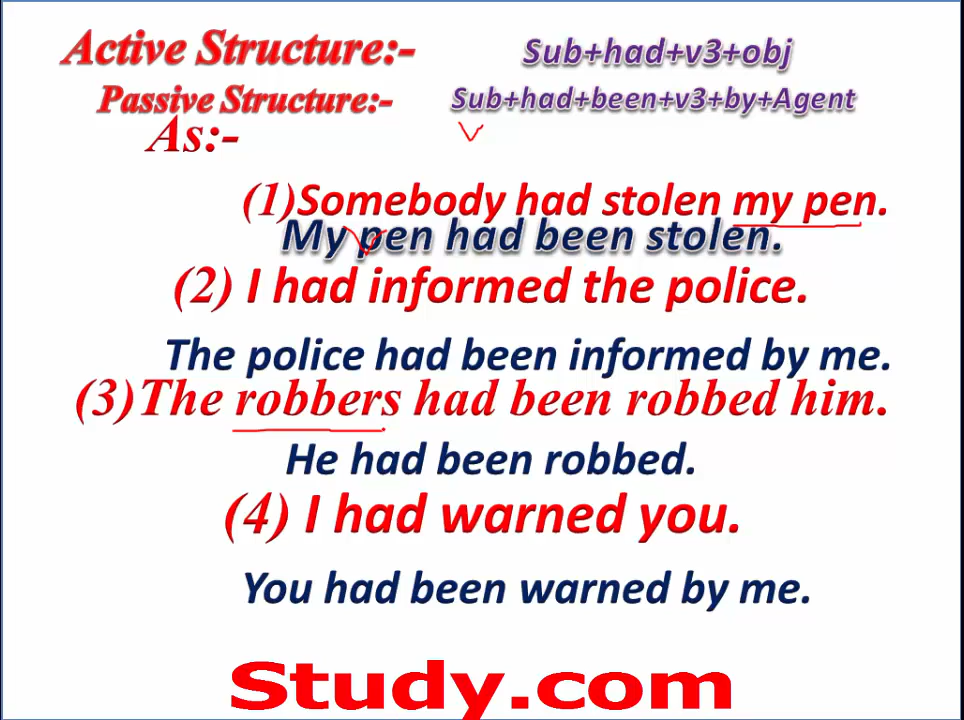 Active Structure:- Sub+had+v3+obj
Passive Structure:- Sub+had+been+v3+by+Agent
As:-
(1)Somebody had stolen my pen.
My pen had been stolen.
(2) I had informed the police.
The police had been informed by me.
(3)The robbers had been robbed him.
He had been robbed.
(4) I had warned you.
You had been warned by me.
Study.com